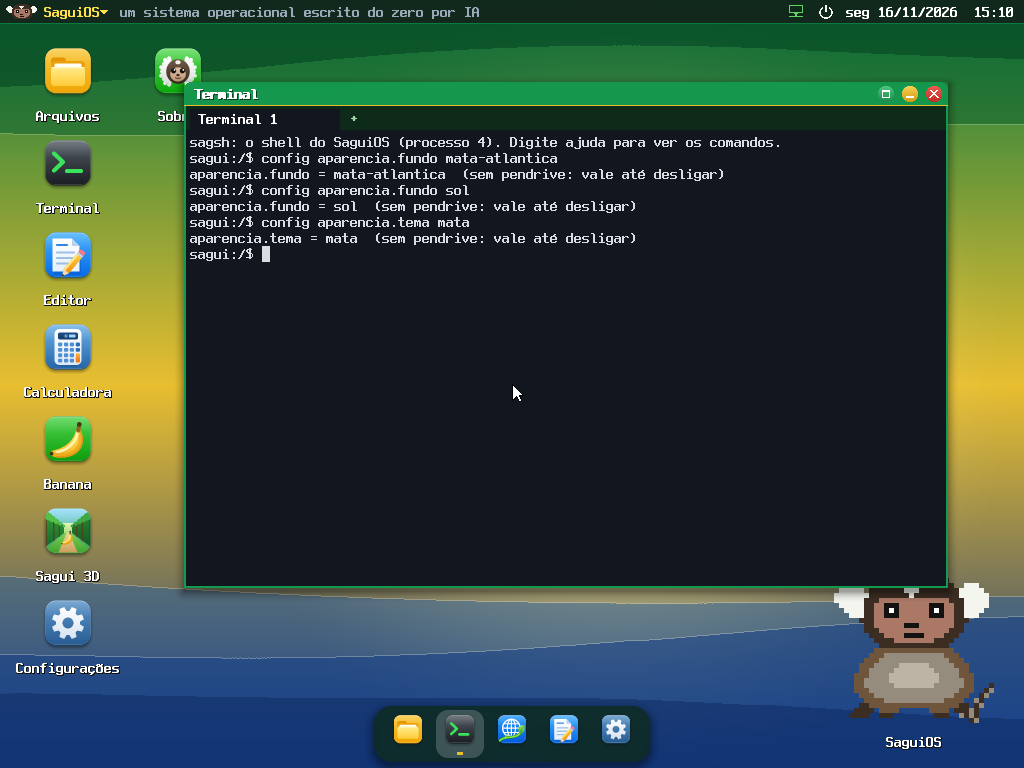 SaguiOS
um sistema operacional escrito do zero por IA
seg 16/11/2026
15:10
Arquivos
Terminal
Editor
Calculadora
Banana
Sagui 3D
Configurações
Terminal
Terminal 1
+
sagsh: o shell do SaguiOS (processo 4). Digite ajuda para ver os comandos.
sagui:/$ config aparencia.fundo mata-atlantica
aparencia.fundo = mata-atlantica  (sem pendrive: vale até desligar)
sagui:/$ config aparencia.fundo sol
aparencia.fundo = sol  (sem pendrive: vale até desligar)
sagui:/$ config aparencia.tema mata
aparencia.tema = mata  (sem pendrive: vale até desligar)
sagui:/$
SaguiOS